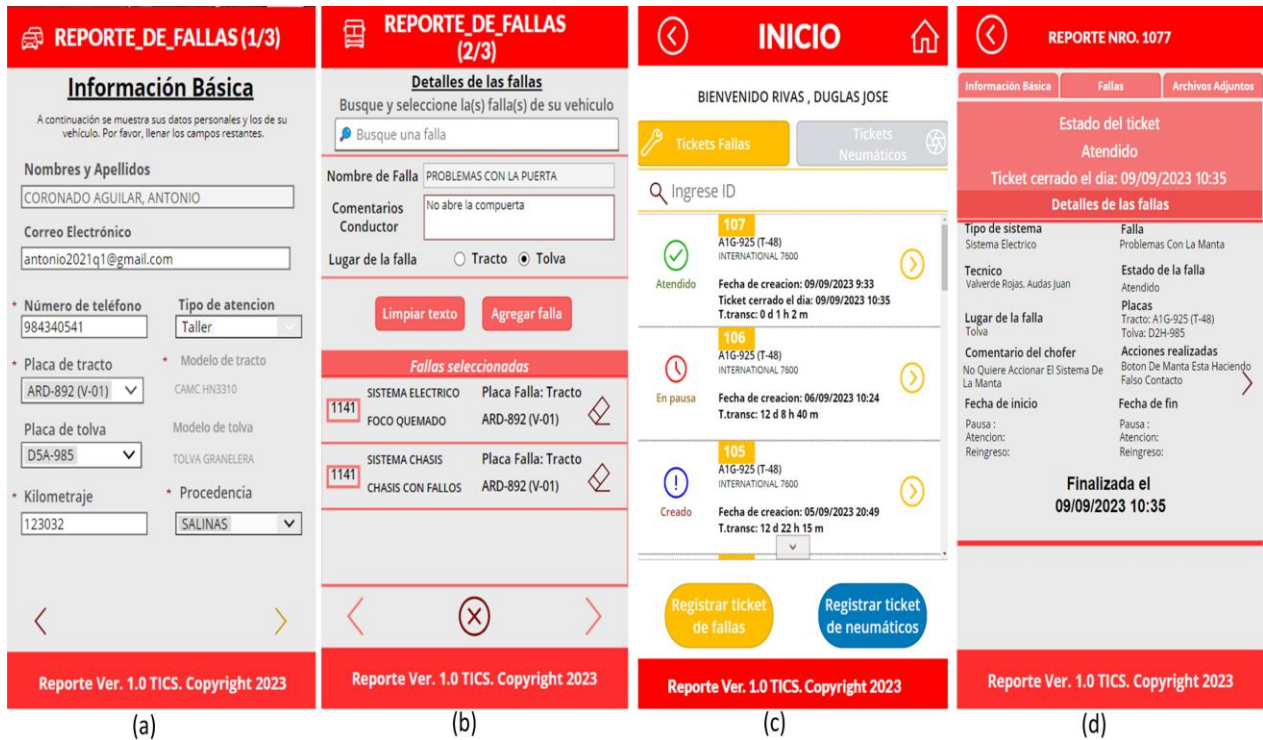 REPORTE_DE_FALLAS (1/3)
Información Básica
A continuación se muestra sus datos personales y los de su
vehículo. Por favor, llenar los campos restantes.
Nombres y Apellidos
CORONADO AGUILAR, ANTONIO
Correo Electrónico
antonio2021q1@gmail.com
* Número de teléfono
Tipo de atencion
984340541
Taller
* Placa de tracto
* Modelo de tracto
ARD-892 (V-01)
CAMC HN3310
Placa de tolva
Modelo de tolva
D5A-985
TOLVA GRANELERA
* Kilometraje
* Procedencia
123032
SALINAS
Reporte Ver. 1.0 TICS. Copyright 2023
(a)
REPORTE_DE_FALLAS
(2/3)
Detalles de las fallas
Busque y seleccione la(s) falla(s) de su vehiculo
Busque una falla
Nombre de Falla PROBLEMAS CON LA PUERTA
Comentarios
Conductor
No abre la compuerta
Lugar de la falla Tracto Tolva
Limpiar texto
Agregar falla
Fallas seleccionadas
1141
SISTEMA ELECTRICO
Placa Falla: Tracto
FOCO QUEMADO
ARD-892 (V-01)
1141
SISTEMA CHASIS
Placa Falla: Tracto
CHASIS CON FALLOS
ARD-892 (V-01)
Reporte Ver. 1.0 TICS. Copyright 2023
(b)
INICIO
BIENVENIDO RIVAS , DUGLAS JOSE
Tickets Fallas
Tickets
Neumáticos
Ingrese ID
107
A1G-925 (T-48)
INTERNATIONAL 7600
Atendido
Fecha de creacion: 09/09/2023 9:33
Ticket cerrado el dia: 09/09/2023 10:35
T.transc: 0 d 1 h 2 m
106
A1G-925 (T-48)
INTERNATIONAL 7600
En pausa
Fecha de creacion: 06/09/2023 10:24
T.transc: 12 d 8 h 40 m
105
A1G-925 (T-48)
INTERNATIONAL 7600
Creado
Fecha de creacion: 05/09/2023 20:49
T.transc: 12 d 22 h 15 m
Registrar ticket
de fallas
Registrar ticket
de neumáticos
Reporte Ver. 1.0 TICS. Copyright 2023
(c)
REPORTE NRO. 1077
Información Básica
Fallas
Archivos Adjuntos
Estado del ticket
Atendido
Ticket cerrado el dia: 09/09/2023 10:35
Detalles de las fallas
Tipo de sistema
Sistema Electrico
Falla
Problemas Con La Manta
Tecnico
Valverde Rojas, Audas Juan
Estado de la falla
Atendido
Lugar de la falla
Tolva
Placas
Tracto: A1G-925 (T-48)
Tolva: D2H-985
Comentario del chofer
No Quiere Accionar El Sistema De
La Manta
Acciones realizadas
Boton De Manta Esta Haciendo
Falso Contacto
Fecha de inicio
Pausa :
Atencion:
Reingreso:
Fecha de fin
Pausa :
Atencion:
Reingreso:
Finalizada el
09/09/2023 10:35
Reporte Ver. 1.0 TICS. Copyright 2023
(d)